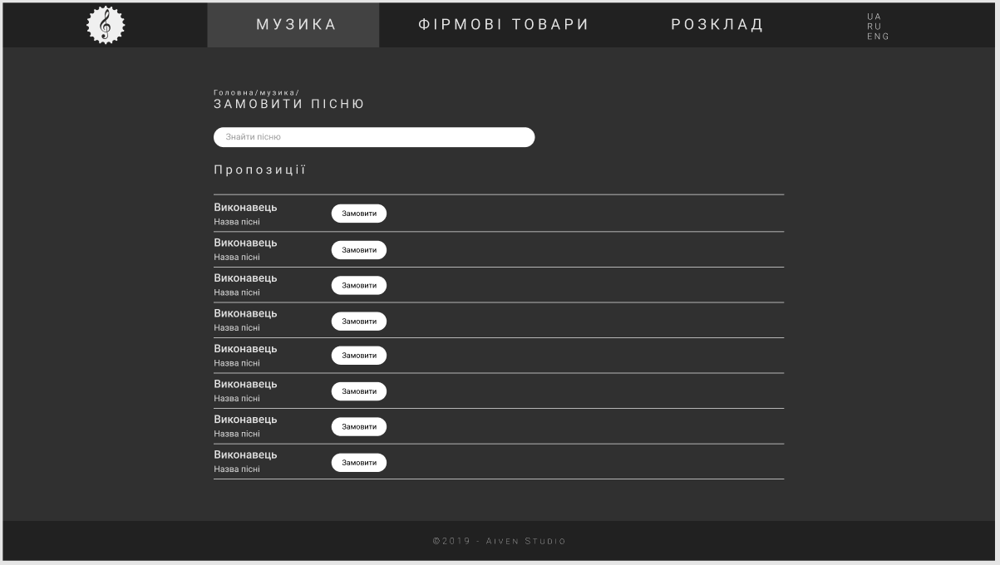 МУЗИКА
ФІРМОВІ ТОВАРИ
РОЗКЛАД
UA
RU
ENG
Головна/музика/
ЗАМОВИТИ ПІСНЮ
Знайти пісню
Пропозиції
Виконавець
Назва пісні
Замовити
Виконавець
Назва пісні
Замовити
Виконавець
Назва пісні
Замовити
Виконавець
Назва пісні
Замовити
Виконавець
Назва пісні
Замовити
Виконавець
Назва пісні
Замовити
Виконавець
Назва пісні
Замовити
Виконавець
Назва пісні
Замовити
©2019 - Aiven Studio